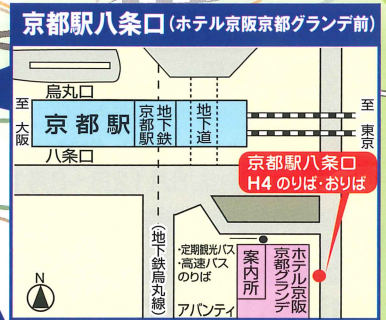 京都駅八条口(ホテル京阪京都グランデ前)
烏丸口
至大阪
京都駅
地下鉄京都駅
地下道
至東京
八条口
京都駅八条口
H4 のりば・おりば
(地下鉄烏丸線)
・定期観光バス
・高速バス
のりば
案内所
ホテル京阪
京都グランデ
アバンティ
N